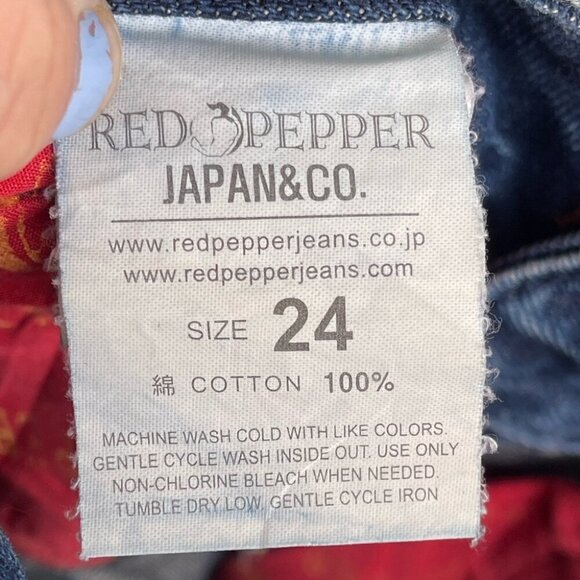 RED PEPPER
JAPAN&CO.
www.redpepperjeans.co.jp
www.redpepperjeans.com
SIZE 24
綿 COTTON 100%
MACHINE WASH COLD WITH LIKE COLORS.
GENTLE CYCLE WASH INSIDE OUT. USE ONLY
NON-CHLORINE BLEACH WHEN NEEDED.
TUMBLE DRY LOW, GENTLE CYCLE IRON